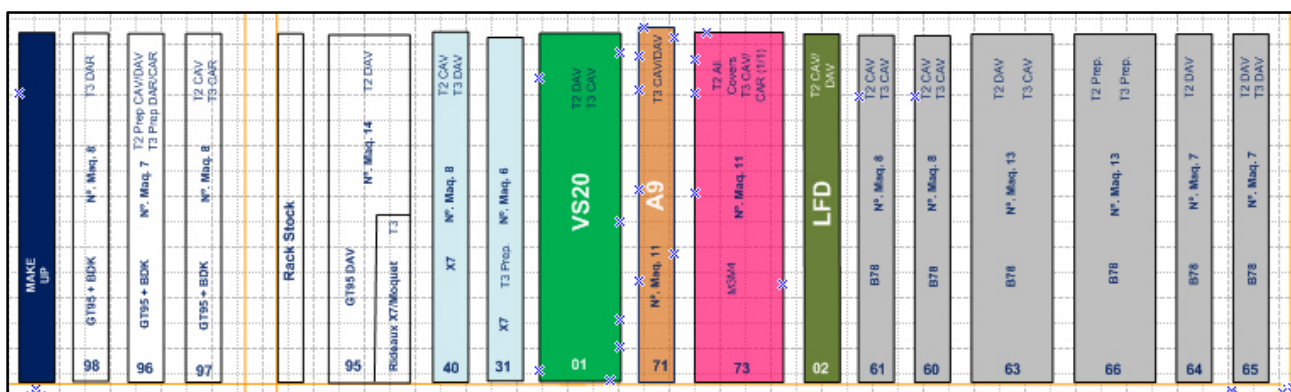 MAKE
UP
T3 DAR
Nº. Maq. 8
GT95 + BDK
98
T2 Prep CAV/DAV
T3 Prep DAR/CAR
Nº. Maq. 7
GT95 + BDK
96
T2 CAV
T3 CAR
Nº. Maq. 8
GT95 + BDK
97
Rack Stock
T2 DAV
Nº. Maq. 14
GT95 DAV
95
Rideaux X7/Moquet T3
T2 CAV
T3 DAV
Nº. Maq. 8
X7
40
Nº. Maq. 6
T3 Prep.
X7
31
T2 DAV
T3 CAV
VS20
01
T3 CAV/DAV
A9
Nº. Maq. 11
71
T2 All.
Covers
T3 CAV/
CAR (1/1)
Nº. Maq. 11
M3M4
73
T2 CAV/
DAV
LFD
02
T2 CAV
T3 CAV
Nº. Maq. 8
B78
61
T2 DAV
T3 CAV
Nº. Maq. 8
B78
60
T2 DAV
T3 CAV
Nº. Maq. 13
B78
63
T2 Prep.
T3 Prep.
Nº. Maq. 13
B78
66
T2 DAV
Nº. Maq. 7
B78
64
T2 DAV
T3 DAV
Nº. Maq. 7
B78
65